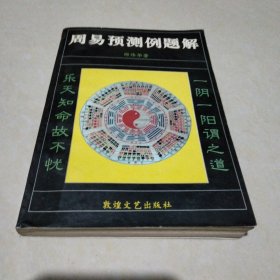 周易预测例题解
一阴一阳谓之道
乐天知命故不忧
敦煌文艺出版社